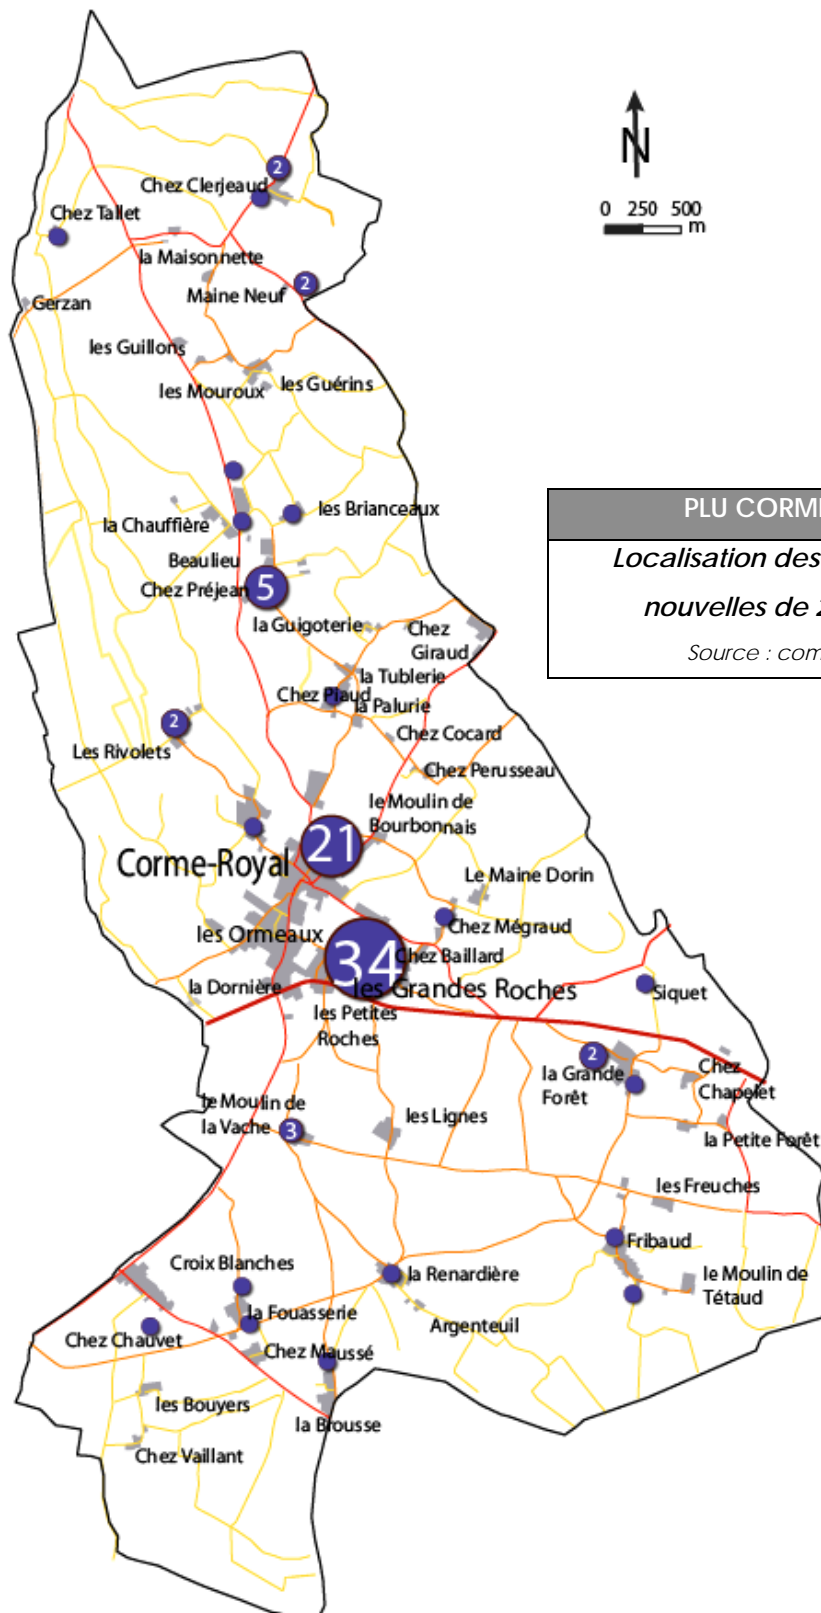 2
Chez Clerjeaud
Chez Tallet
N
0 250 500
m
la Maisonnette
Maine Neuf
2
Gerzan
les Guillons
les Mouroux
les Guérins
la Chauffière
les Brianceaux
PLU CORM
Localisation des
nouvelles de
Source : com
Beaulieu
Chez Préjean
5
la Guigoterie
Chez
Giraud
la Tublerie
Chez Piaud
la Palurie
2
Les Rivolets
Chez Cocard
Chez Perusseau
le Moulin de
Bourbonnais
21
Corme-Royal
Le Maine Dorin
les Ormeaux
Chez Mégraud
34
Chez Baillard
la Dornière
les Grandes Roches
Siquet
les Petites
Roches
2
la Grande
Forêt
Chez
Chapelet
le Moulin de
la Vache
3
les Lignes
la Petite Forêt
les Freuches
Croix Blanches
la Renardière
Fribaud
le Moulin de
Tétaud
la Fouasserie
Argenteuil
Chez Chauvet
Chez Maussé
les Bouyers
la Brousse
Chez Vaillant